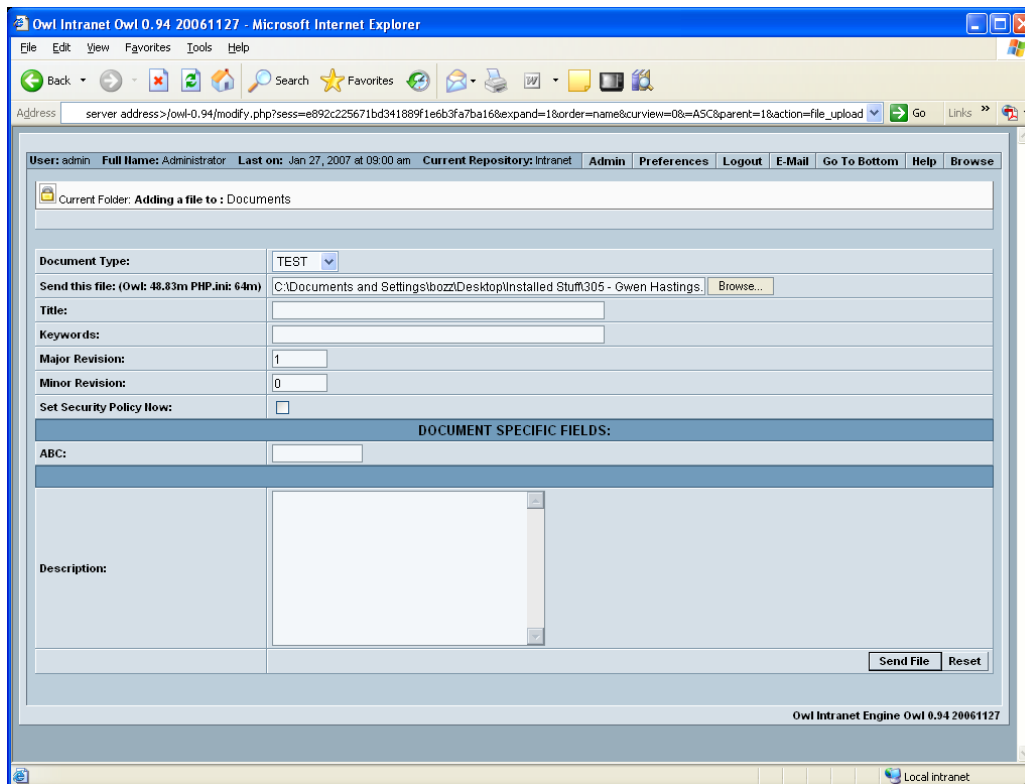 Owl Intranet Owl 0.94 20061127 - Microsoft Internet Explorer
File Edit View Favorites Tools Help
Back Search Favorites
Address server address>/owl-0.94/modify.php?sess=e892c225671bd341889f1e6b3fa7ba16&expand=1&order=name&curview=0&=ASC&parent=1&action=file_upload Go Links »
User: admin Full Name: Administrator Last on: Jan 27, 2007 at 09:00 am Current Repository: Intranet Admin Preferences Logout E-Mail Go To Bottom Help Browse
Current Folder: Adding a file to : Documents
Document Type: TEST
Send this file: (Owl: 48.83m PHP.ini: 64m) C:\Documents and Settings\bozz\Desktop\Installed Stuff\305 - Gwen Hastings. Browse...
Title:
Keywords:
Major Revision: 1
Minor Revision: 0
Set Security Policy Now:
DOCUMENT SPECIFIC FIELDS:
ABC:
Description:
Send File Reset
Owl Intranet Engine Owl 0.94 20061127
Local intranet